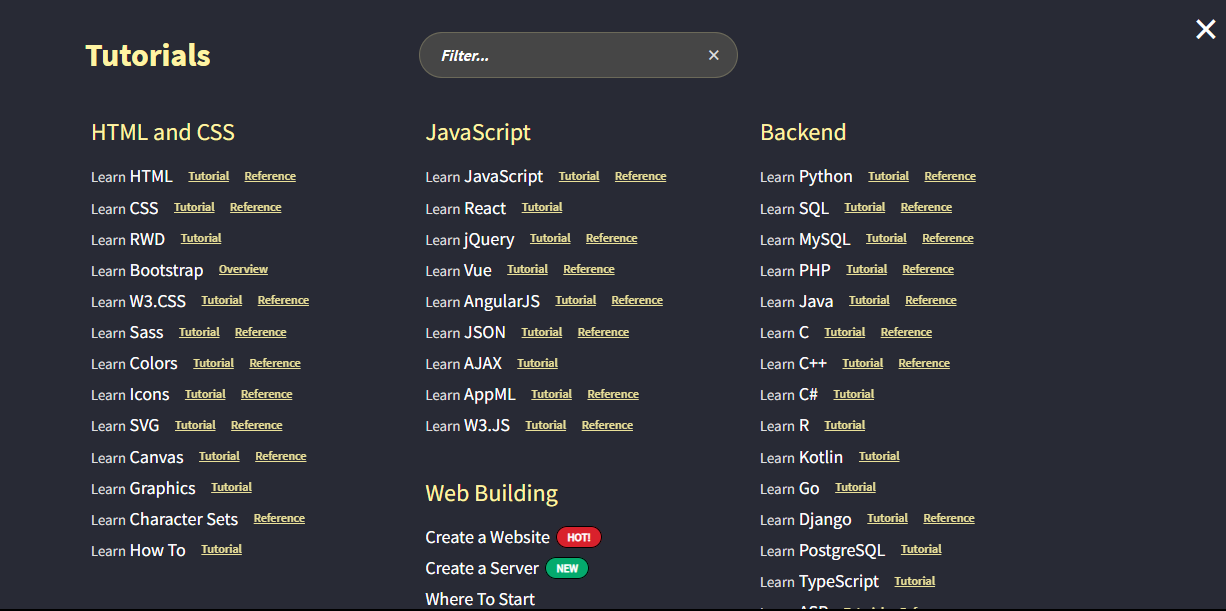 Tutorials
Filter...
HTML and CSS
Learn HTML Tutorial Reference
Learn CSS Tutorial Reference
Learn RWD Tutorial
Learn Bootstrap Overview
Learn W3.CSS Tutorial Reference
Learn Sass Tutorial Reference
Learn Colors Tutorial Reference
Learn Icons Tutorial Reference
Learn SVG Tutorial Reference
Learn Canvas Tutorial Reference
Learn Graphics Tutorial
Learn Character Sets Reference
Learn How To Tutorial
JavaScript
Learn JavaScript Tutorial Reference
Learn React Tutorial
Learn jQuery Tutorial Reference
Learn Vue Tutorial Reference
Learn AngularJS Tutorial Reference
Learn JSON Tutorial Reference
Learn AJAX Tutorial
Learn AppML Tutorial Reference
Learn W3.JS Tutorial Reference
Web Building
Create a Website HOT!
Create a Server NEW
Where To Start
Backend
Learn Python Tutorial Reference
Learn SQL Tutorial Reference
Learn MySQL Tutorial Reference
Learn PHP Tutorial Reference
Learn Java Tutorial Reference
Learn C Tutorial Reference
Learn C++ Tutorial Reference
Learn C# Tutorial
Learn R Tutorial
Learn Kotlin Tutorial
Learn Go Tutorial
Learn Django Tutorial Reference
Learn PostgreSQL Tutorial
Learn TypeScript Tutorial